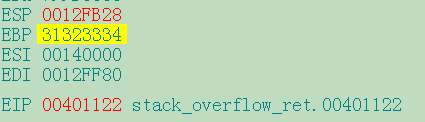 ESP 0012FB28
EBP 31323334
ESI 00140000
EDI 0012FF80
EIP 00401122 stack_overflow_ret.00401122